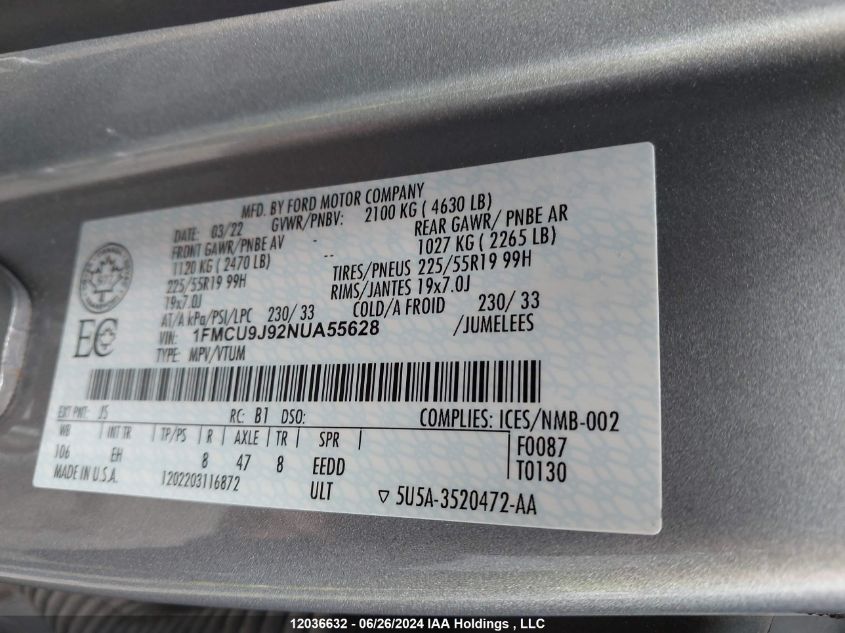 MFD. BY FORD MOTOR COMPANY
DATE: 03/22 GVWR/PNBV: 2100 KG ( 4630 LB)
FRONT GAWR/PNBE AV REAR GAWR/ PNBE AR
1120 KG ( 2470 LB) 1027 KG ( 2265 LB)
225/55R19 99H TIRES/PNEUS 225/55R19 99H
19x7.0J RIMS/JANTES 19x7.0J
AT/A kPa/PSI/LPC 230/ 33 COLD/A FROID 230/ 33
VIN: 1FMCU9J92NUA55628 /JUMELEES
TYPE: MPV/VTUM
EC
EXT PNT: J5 RC: B1 DSO: COMPLIES: ICES/NMB-002
WB INT TR TP/PS R AXLE TR SPR F0087
106 EH 8 47 8 EEDD T0130
MADE IN U.S.A. 1202203116872 ULT ▽ 5U5A-3520472-AA
12036632 - 06/26/2024 IAA Holdings , LLC